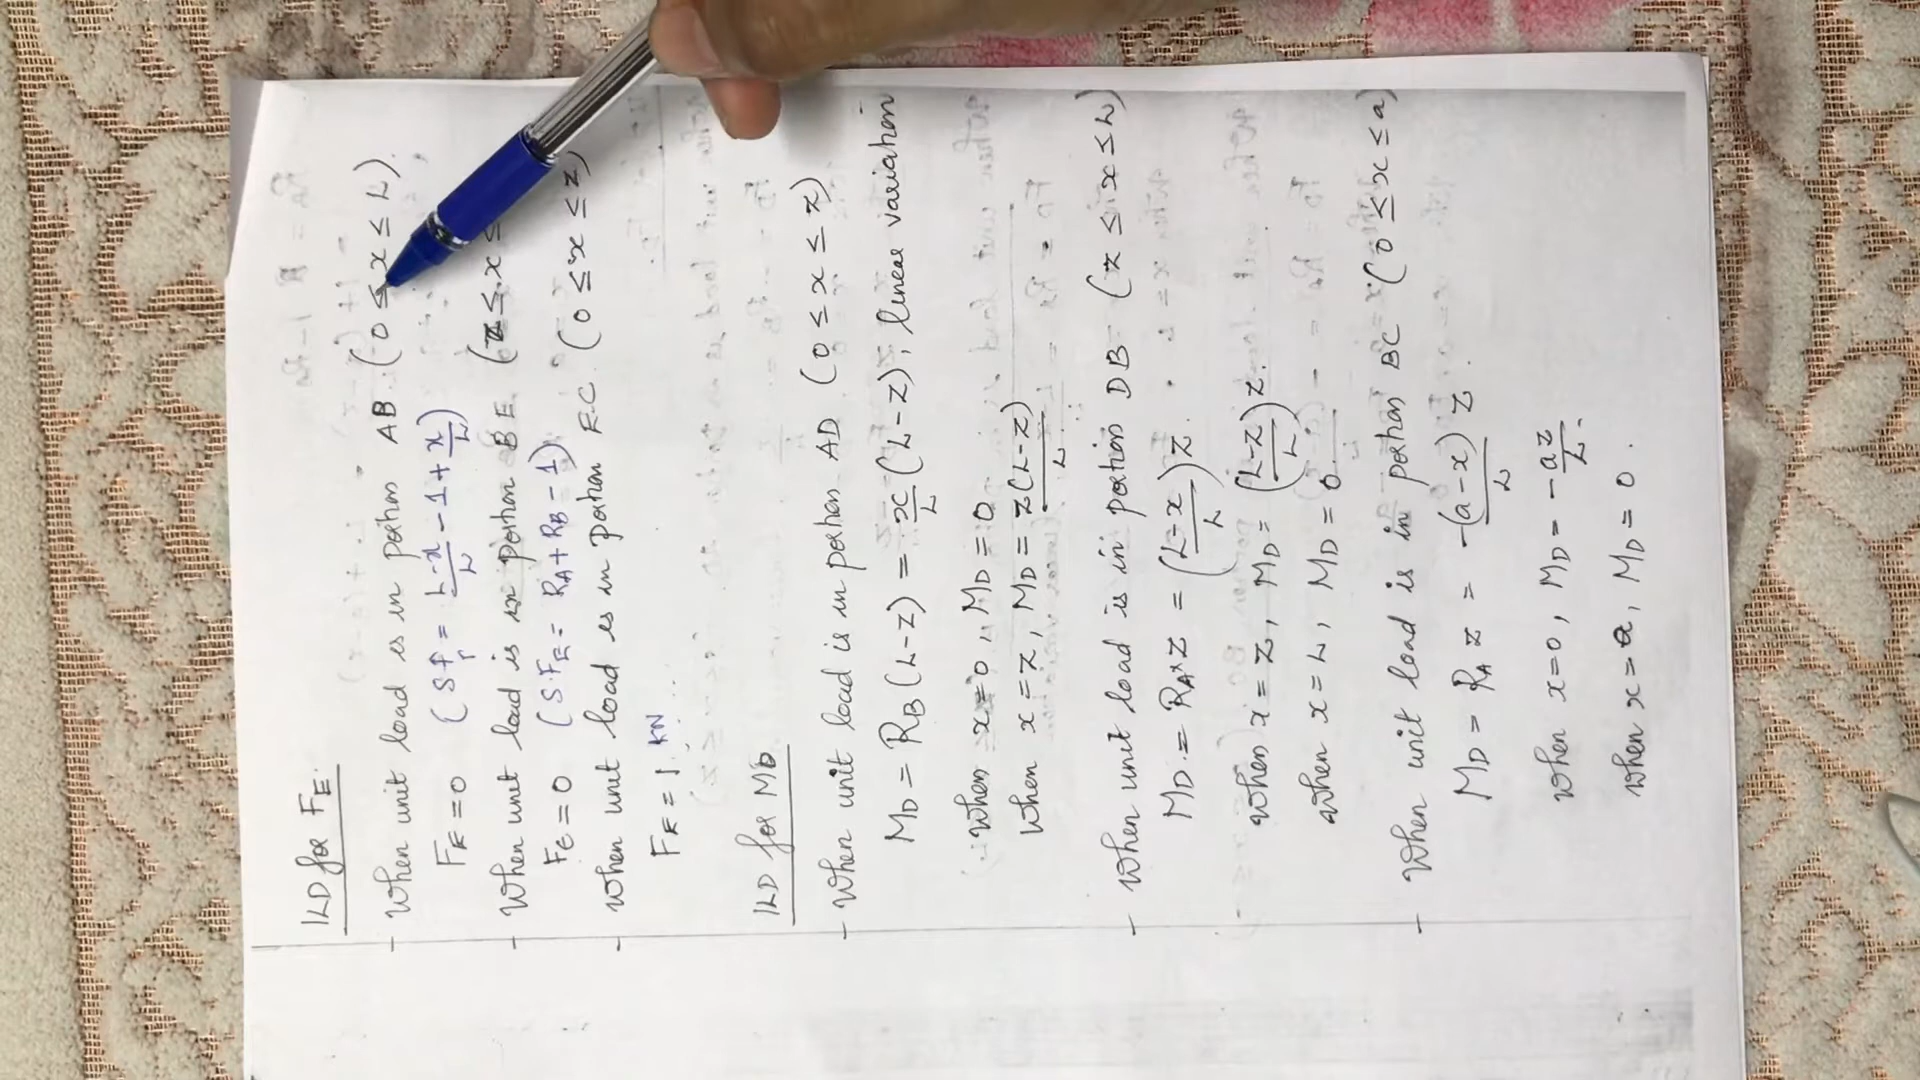 ILD for FE.
- When unit load is in portion AB. (0 ≤ x ≤ L).
FE = 0 (SF = L-x/L - 1 + x/L)
- When unit load is in portion BE (z ≤ x ≤
FE = 0 (S.FE = RA + RB - 1)
- when unit load is in portion EC. (0 ≤ x ≤ z)
FE = 1. KN
ILD for MD
- When unit load is in portion AD (0 ≤ x ≤ z)
MD = RB (L-z) = x/L (L-z), linear variation
When x=0, MD = 0
When x=z, MD = z(L-z)/L
- When unit load is in portion DB (z ≤ x ≤ L)
MD = RA × z = (L-x/L) z.
When x = z, MD = (L-z/L) z.
When x = L, MD = 0
- When unit load is in portion BC (0 ≤ x ≤ a)
MD = RA z = -(a-x)/L z.
When x=0, MD = - az/L.
When x=a, MD = 0.